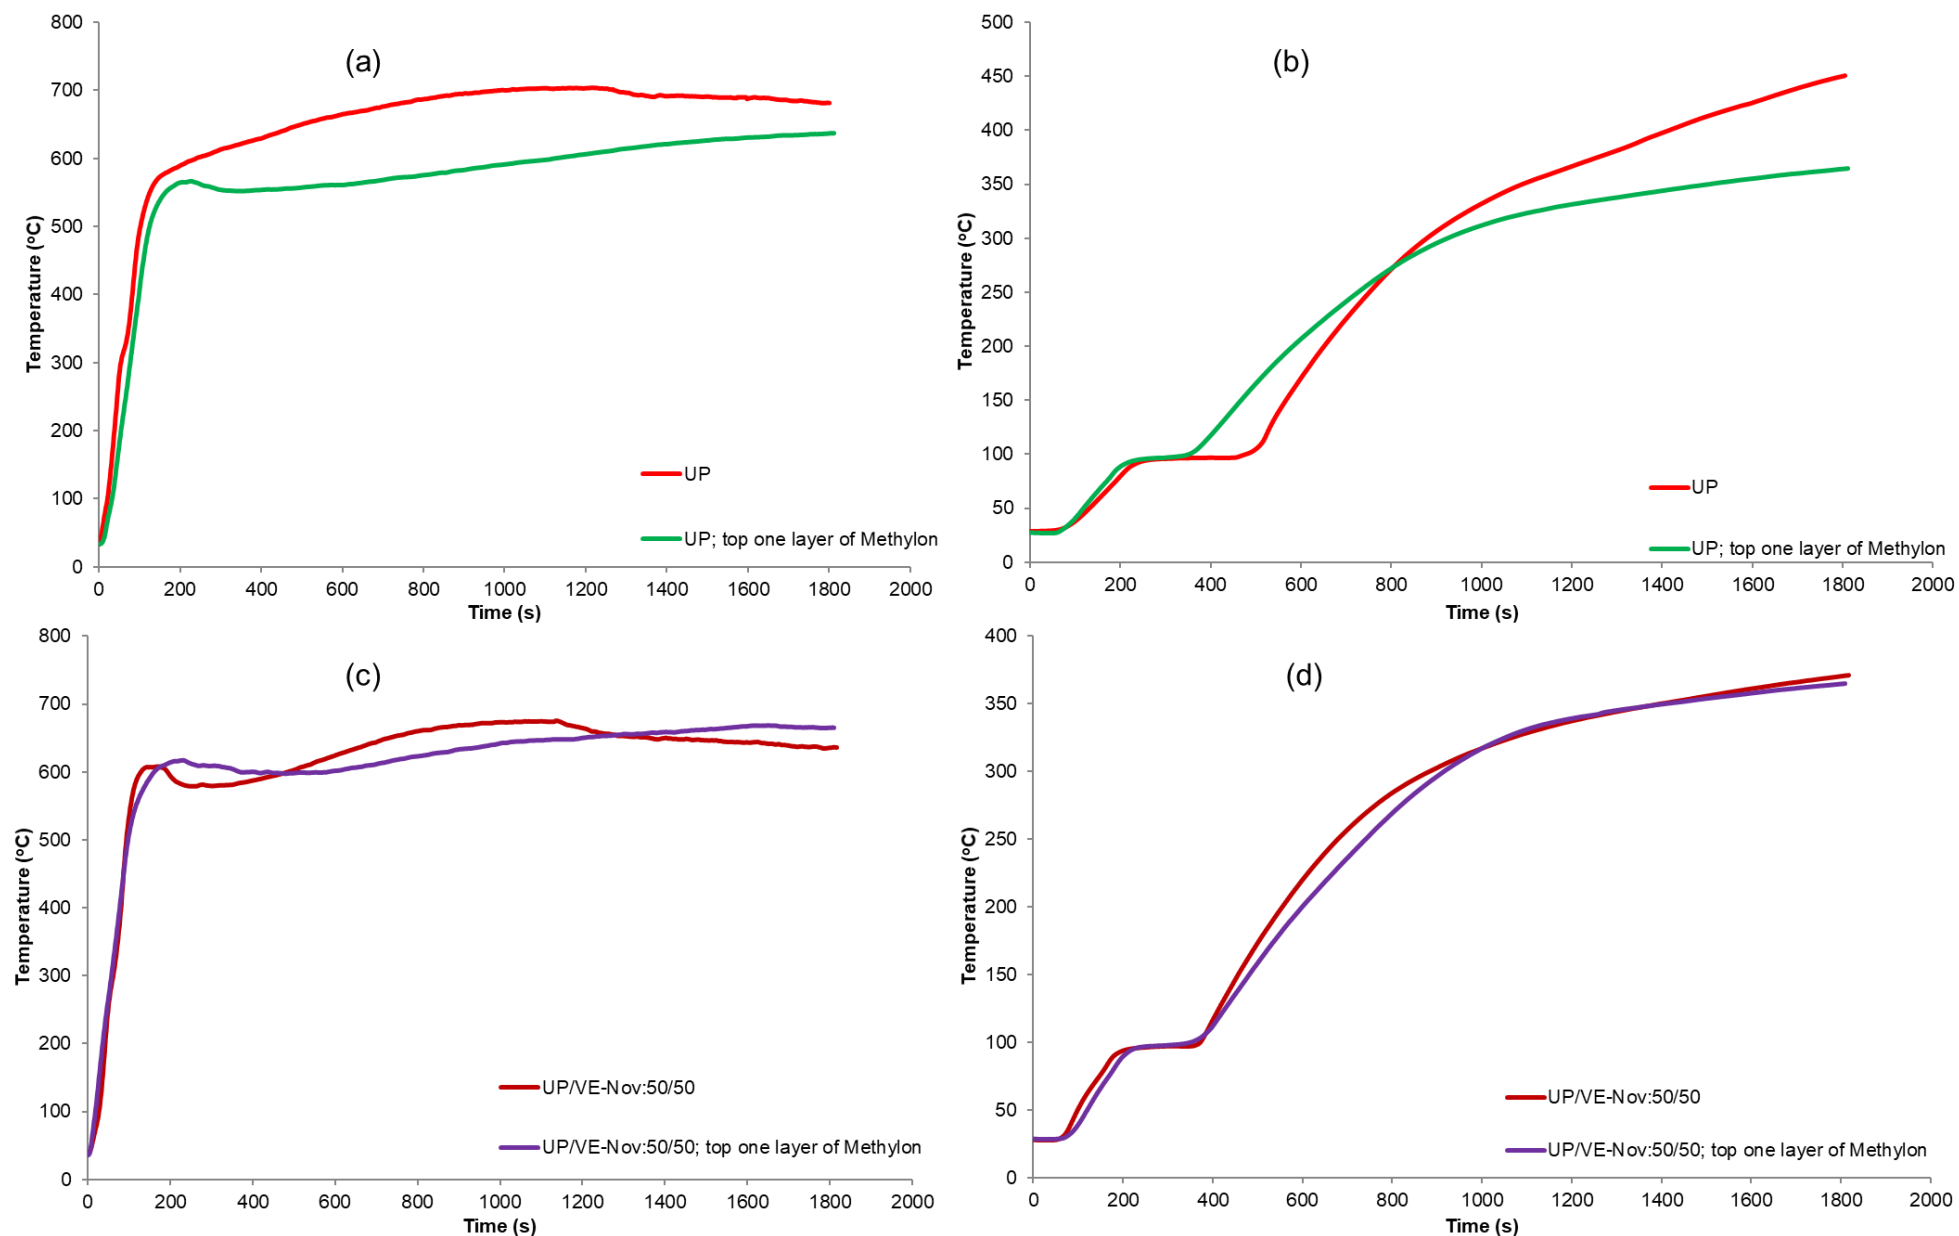 (a)
800
700
600
500
400
300
200
100
0
Temperature (ºC)
0 200 400 600 800 1000 1200 1400 1600 1800 2000
Time (s)
UP
UP; top one layer of Methylon
(b)
500
450
400
350
300
250
200
150
100
50
0
Temperature (ºC)
0 200 400 600 800 1000 1200 1400 1600 1800 2000
Time (s)
UP
UP; top one layer of Methylon
(c)
800
700
600
500
400
300
200
100
0
Temperature (ºC)
0 200 400 600 800 1000 1200 1400 1600 1800 2000
Time (s)
UP/VE-Nov:50/50
UP/VE-Nov:50/50; top one layer of Methylon
(d)
400
350
300
250
200
150
100
50
0
Temperature (ºC)
0 200 400 600 800 1000 1200 1400 1600 1800 2000
Time (s)
UP/VE-Nov:50/50
UP/VE-Nov:50/50; top one layer of Methylon